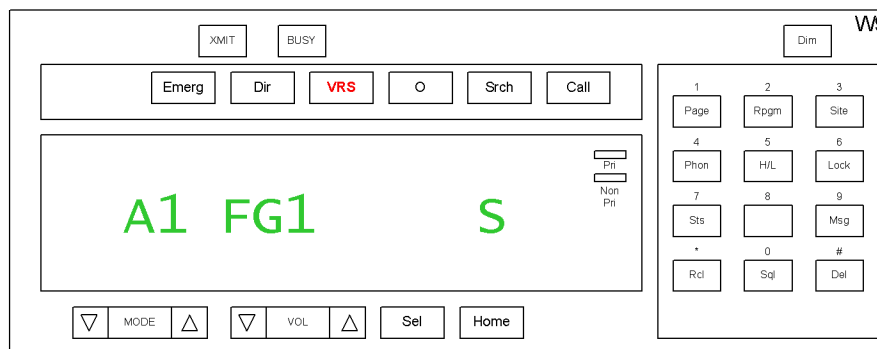 XMIT BUSY Dim WS
Emerg Dir VRS O Srch Call
1 2 3
Page Rpgm Site
4 5 6
Phon H/L Lock
7 8 9
Sts Msg
* 0 #
Rcl Sql Del
Pri
Non
Pri
A1 FG1 S
MODE VOL Sel Home